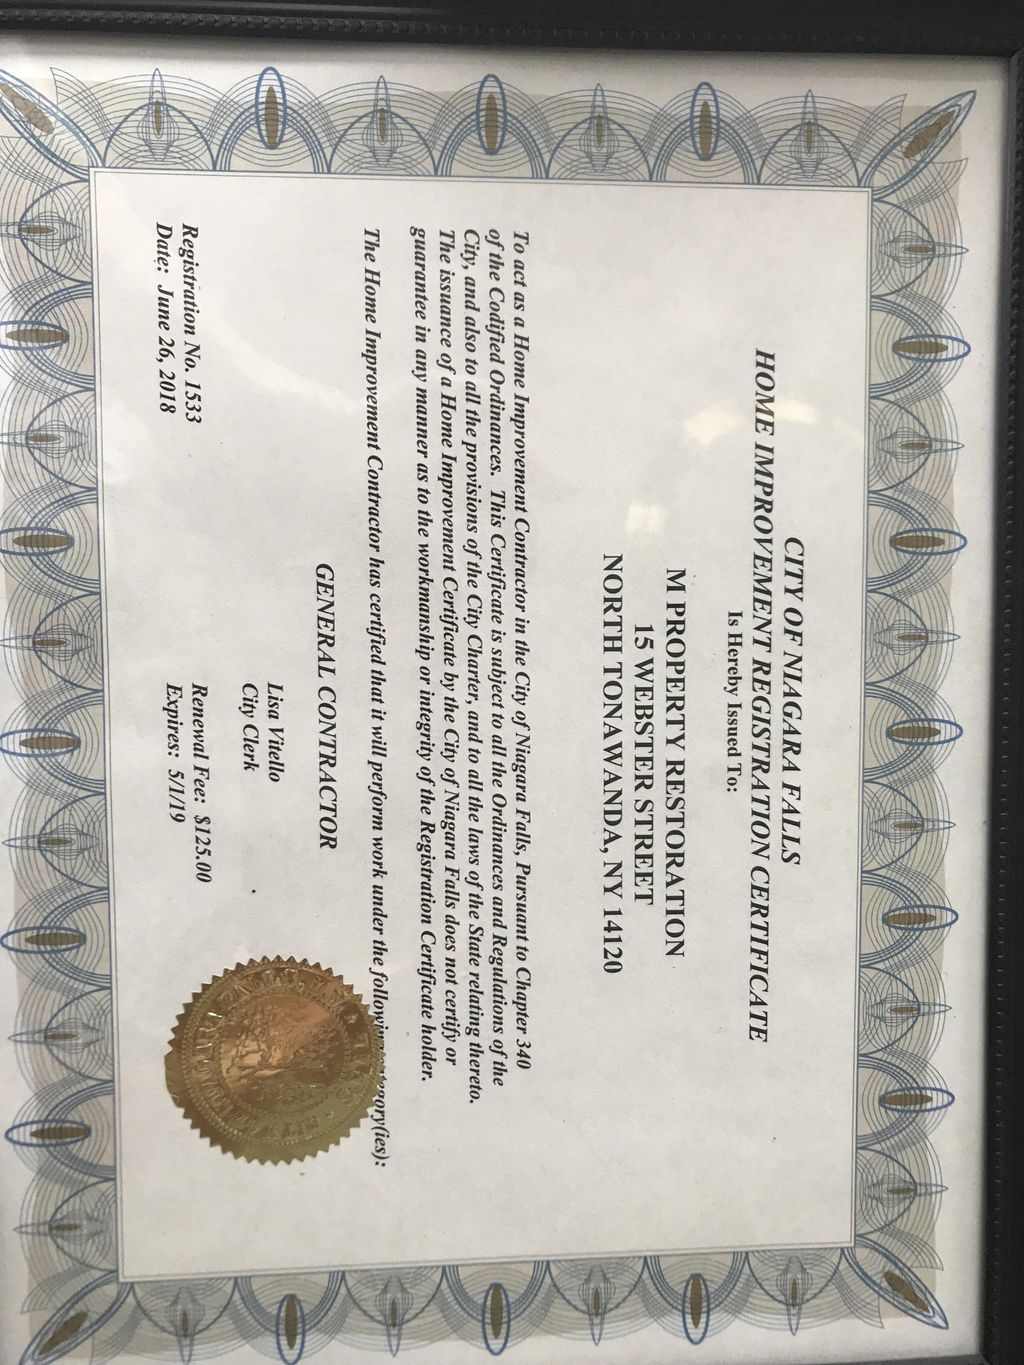 CITY OF NIAGARA FALLS
HOME IMPROVEMENT REGISTRATION CERTIFICATE
Is Hereby Issued To:
M PROPERTY RESTORATION
15 WEBSTER STREET
NORTH TONAWANDA, NY 14120
To act as a Home Improvement Contractor in the City of Niagara Falls, Pursuant to Chapter 340
of the Codified Ordinances. This Certificate is subject to all the Ordinances and Regulations of the
City, and also to all the provisions of the City Charter, and to all the laws of the State relating thereto.
The issuance of a Home Improvement Certificate by the City of Niagara Falls does not certify or
guarantee in any manner as to the workmanship or integrity of the Registration Certificate holder.
The Home Improvement Contractor has certified that it will perform work under the following category(ies):
GENERAL CONTRACTOR
Lisa Vitello
City Clerk
Registration No. 1533
Date: June 26, 2018
Renewal Fee: $125.00
Expires: 5/1/19